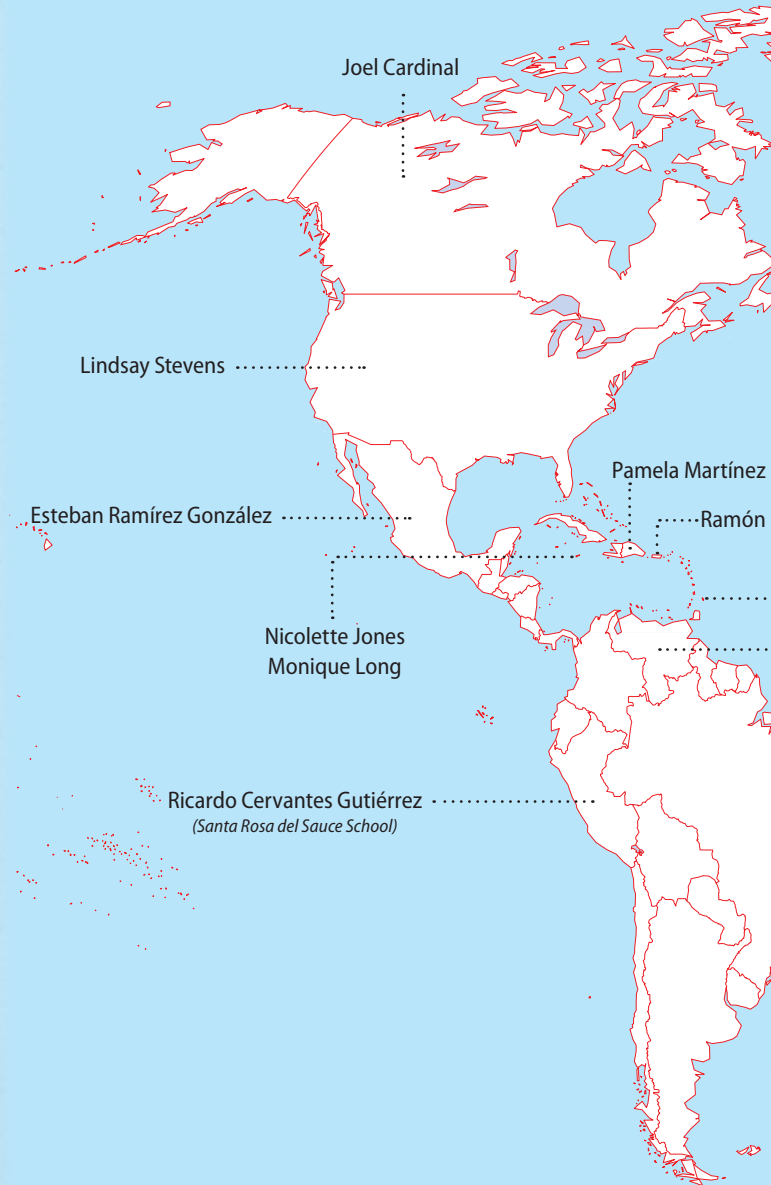 Joel Cardinal
Lindsay Stevens
Pamela Martínez
Esteban Ramírez González
Ramón
Nicolette Jones
Monique Long
Ricardo Cervantes Gutiérrez
(Santa Rosa del Sauce School)